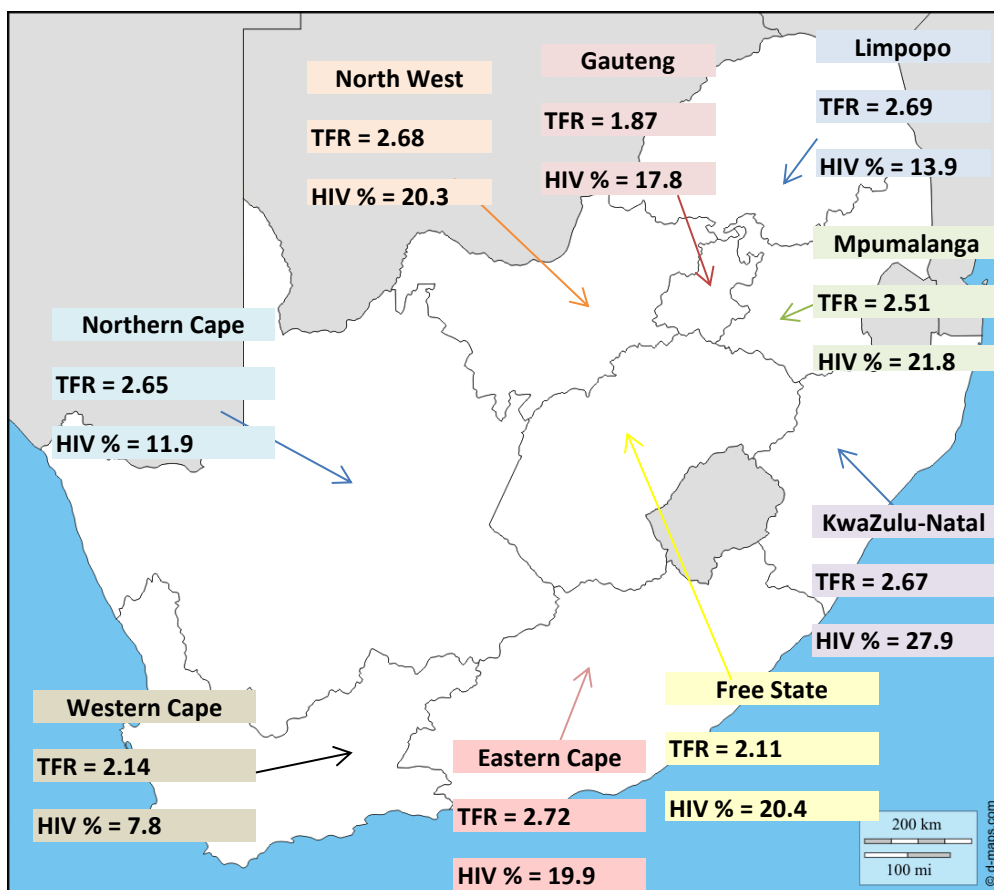 Limpopo
TFR = 2.69
HIV % = 13.9
Gauteng
TFR = 1.87
HIV % = 17.8
North West
TFR = 2.68
HIV % = 20.3
Mpumalanga
TFR = 2.51
HIV % = 21.8
Northern Cape
TFR = 2.65
HIV % = 11.9
KwaZulu-Natal
TFR = 2.67
HIV % = 27.9
Free State
TFR = 2.11
HIV % = 20.4
Western Cape
TFR = 2.14
HIV % = 7.8
Eastern Cape
TFR = 2.72
HIV % = 19.9
200 km
100 mi
© d-maps.com